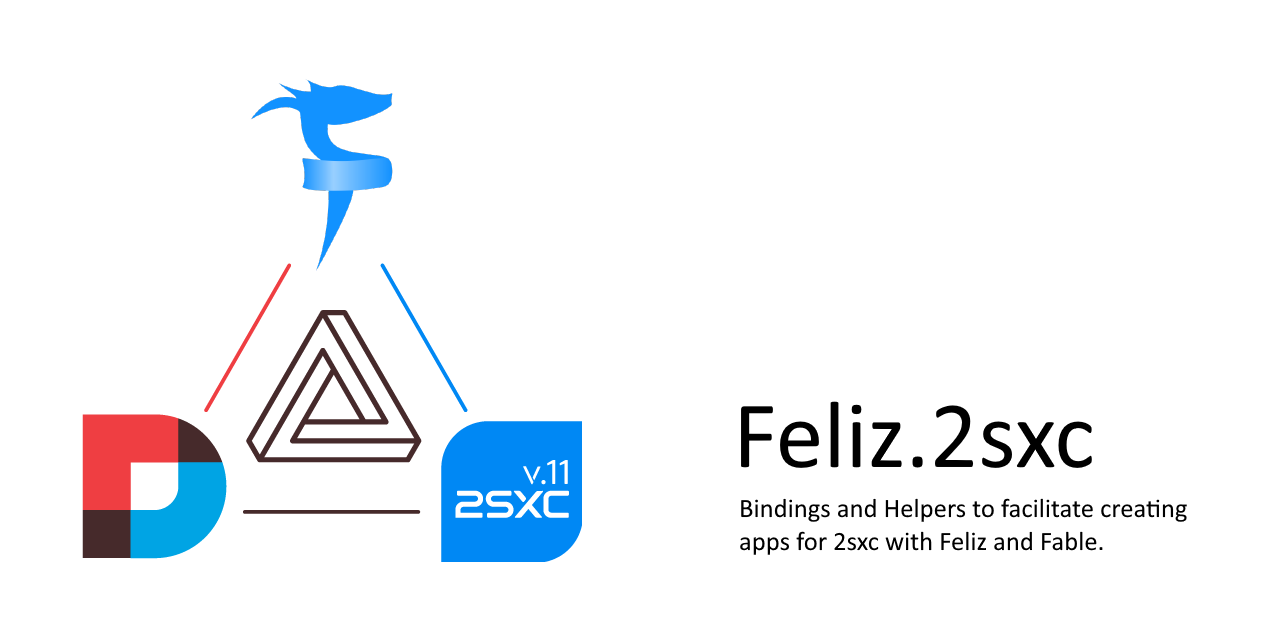 v.11
2SXC
Feliz.2sxc
Bindings and Helpers to facilitate creating
apps for 2sxc with Feliz and Fable.